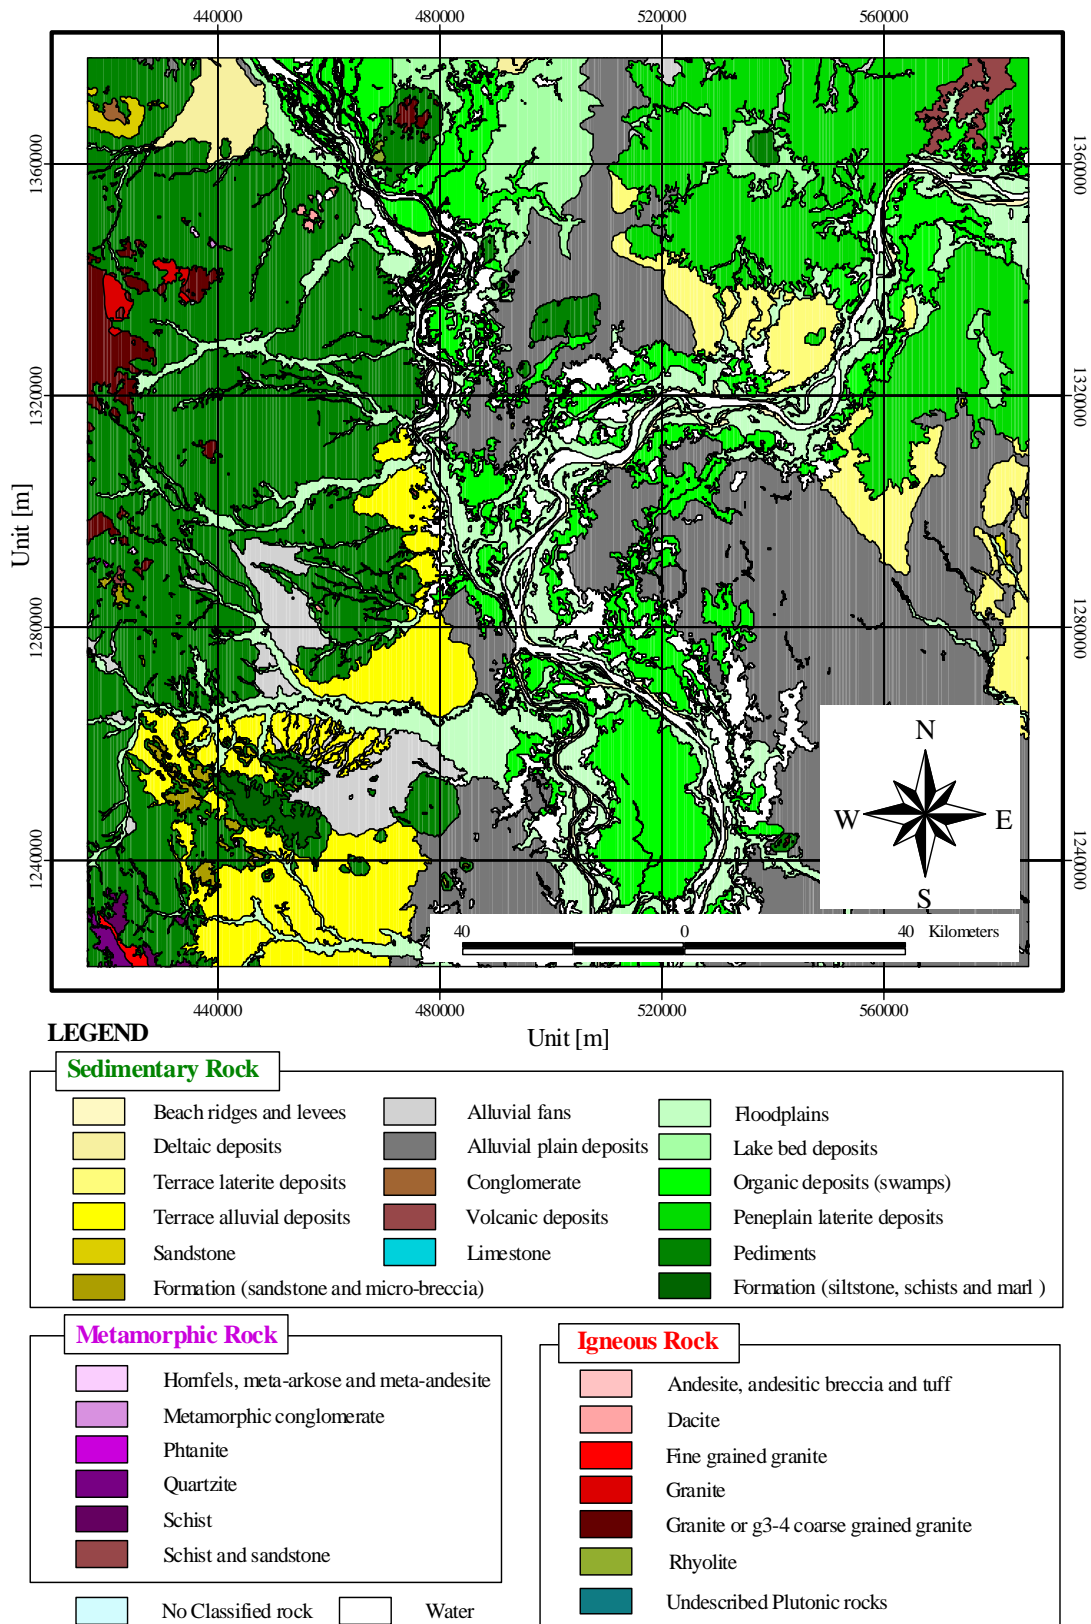 440000 480000 520000 560000
1360000 1320000 1280000 1240000
Unit [m]
1360000 1320000 1280000 1240000
N
W E
S
40 0 40 Kilometers
440000 480000 520000 560000
Unit [m]
LEGEND
Sedimentary Rock
Beach ridges and levees
Deltaic deposits
Terrace laterite deposits
Terrace alluvial deposits
Sandstone
Formation (sandstone and micro-breccia)
Alluvial fans
Alluvial plain deposits
Conglomerate
Volcanic deposits
Limestone
Floodplains
Lake bed deposits
Organic deposits (swamps)
Peneplain laterite deposits
Pediments
Formation (siltstone, schists and marl )
Metamorphic Rock
Hornfels, meta-arkose and meta-andesite
Metamorphic conglomerate
Phtanite
Quartzite
Schist
Schist and sandstone
No Classified rock
Water
Igneous Rock
Andesite, andesitic breccia and tuff
Dacite
Fine grained granite
Granite
Granite or g3-4 coarse grained granite
Rhyolite
Undescribed Plutonic rocks